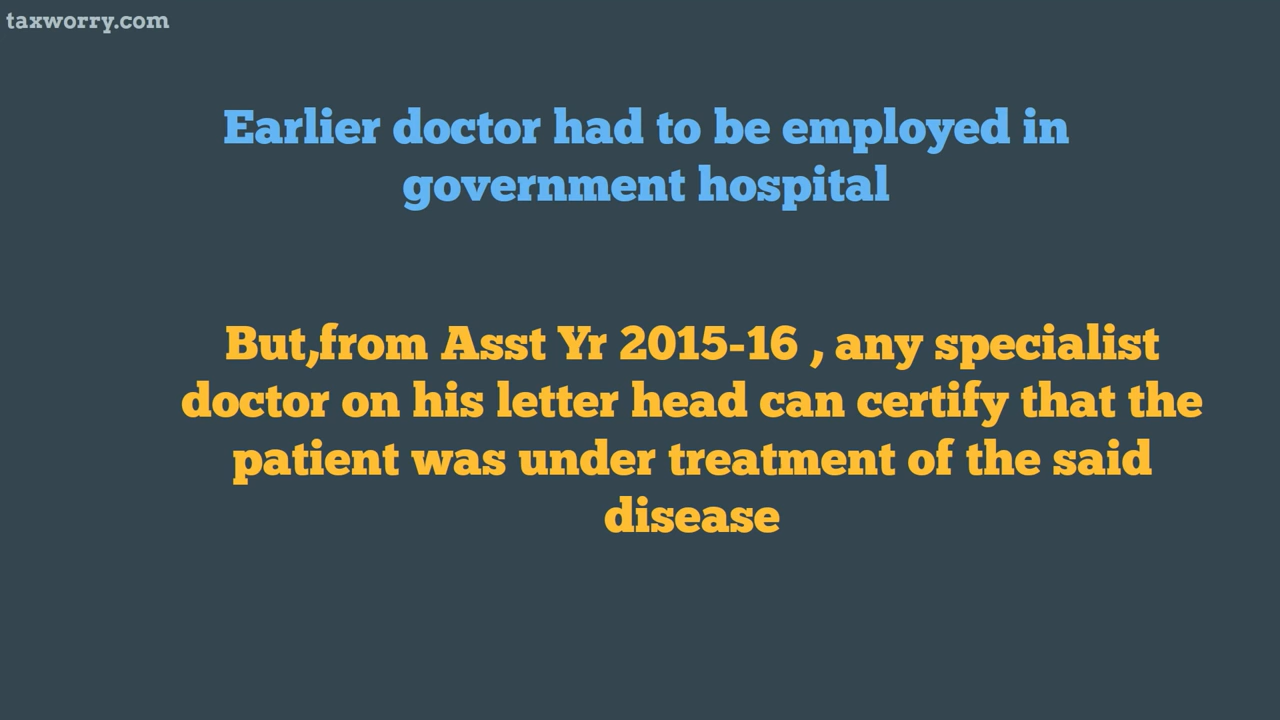 taxworry.com
Earlier doctor had to be employed in
government hospital
But,from Asst Yr 2015-16 , any specialist
doctor on his letter head can certify that the
patient was under treatment of the said
disease